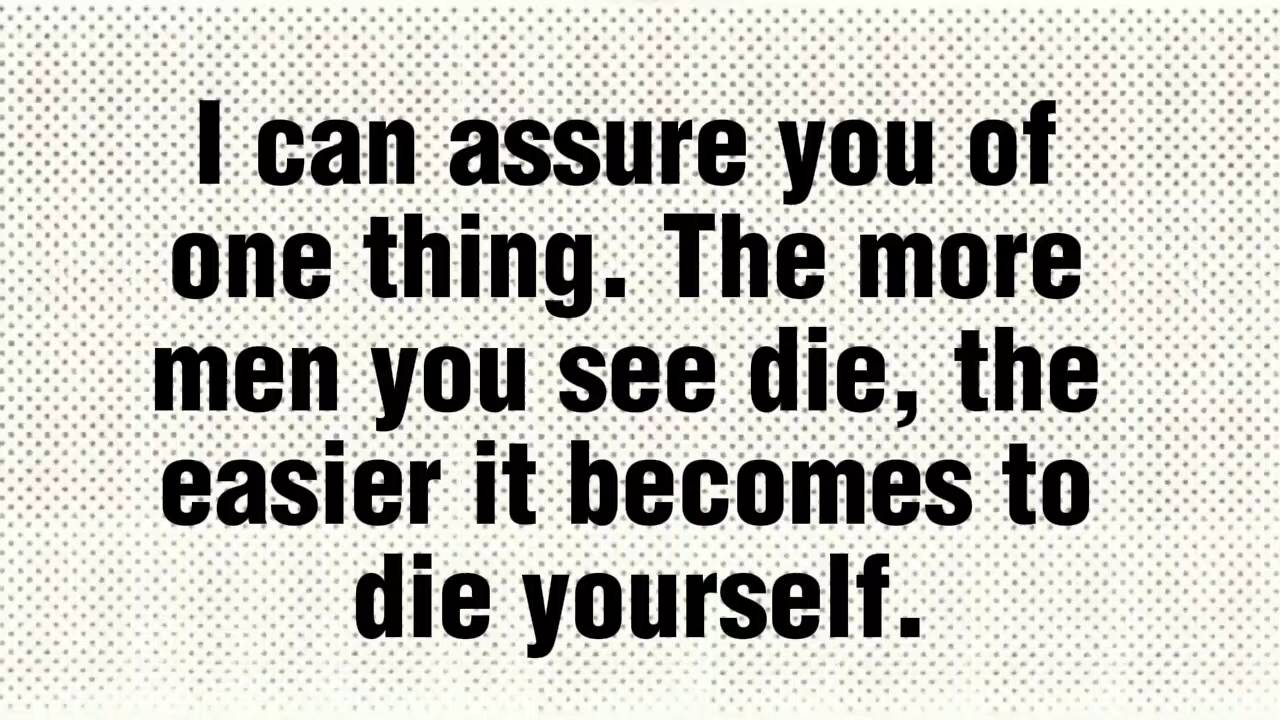 I can assure you of
one thing. The more
men you see die, the
easier it becomes to
die yourself.